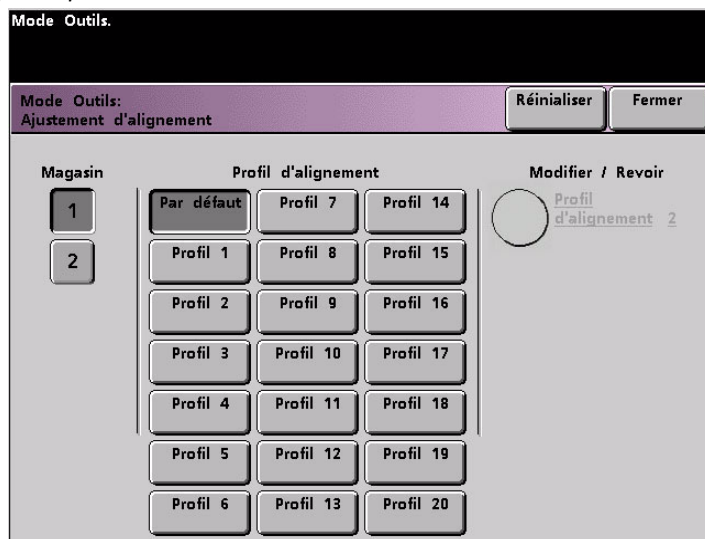 Mode Outils.
Mode Outils:
Ajustement d'alignement
Réinialiser
Fermer
Magasin
Profil d'alignement
Modifier / Revoir
1
2
Par défaut
Profil 7
Profil 14
Profil
d'alignement 2
Profil 1
Profil 8
Profil 15
Profil 2
Profil 9
Profil 16
Profil 3
Profil 10
Profil 17
Profil 4
Profil 11
Profil 18
Profil 5
Profil 12
Profil 19
Profil 6
Profil 13
Profil 20